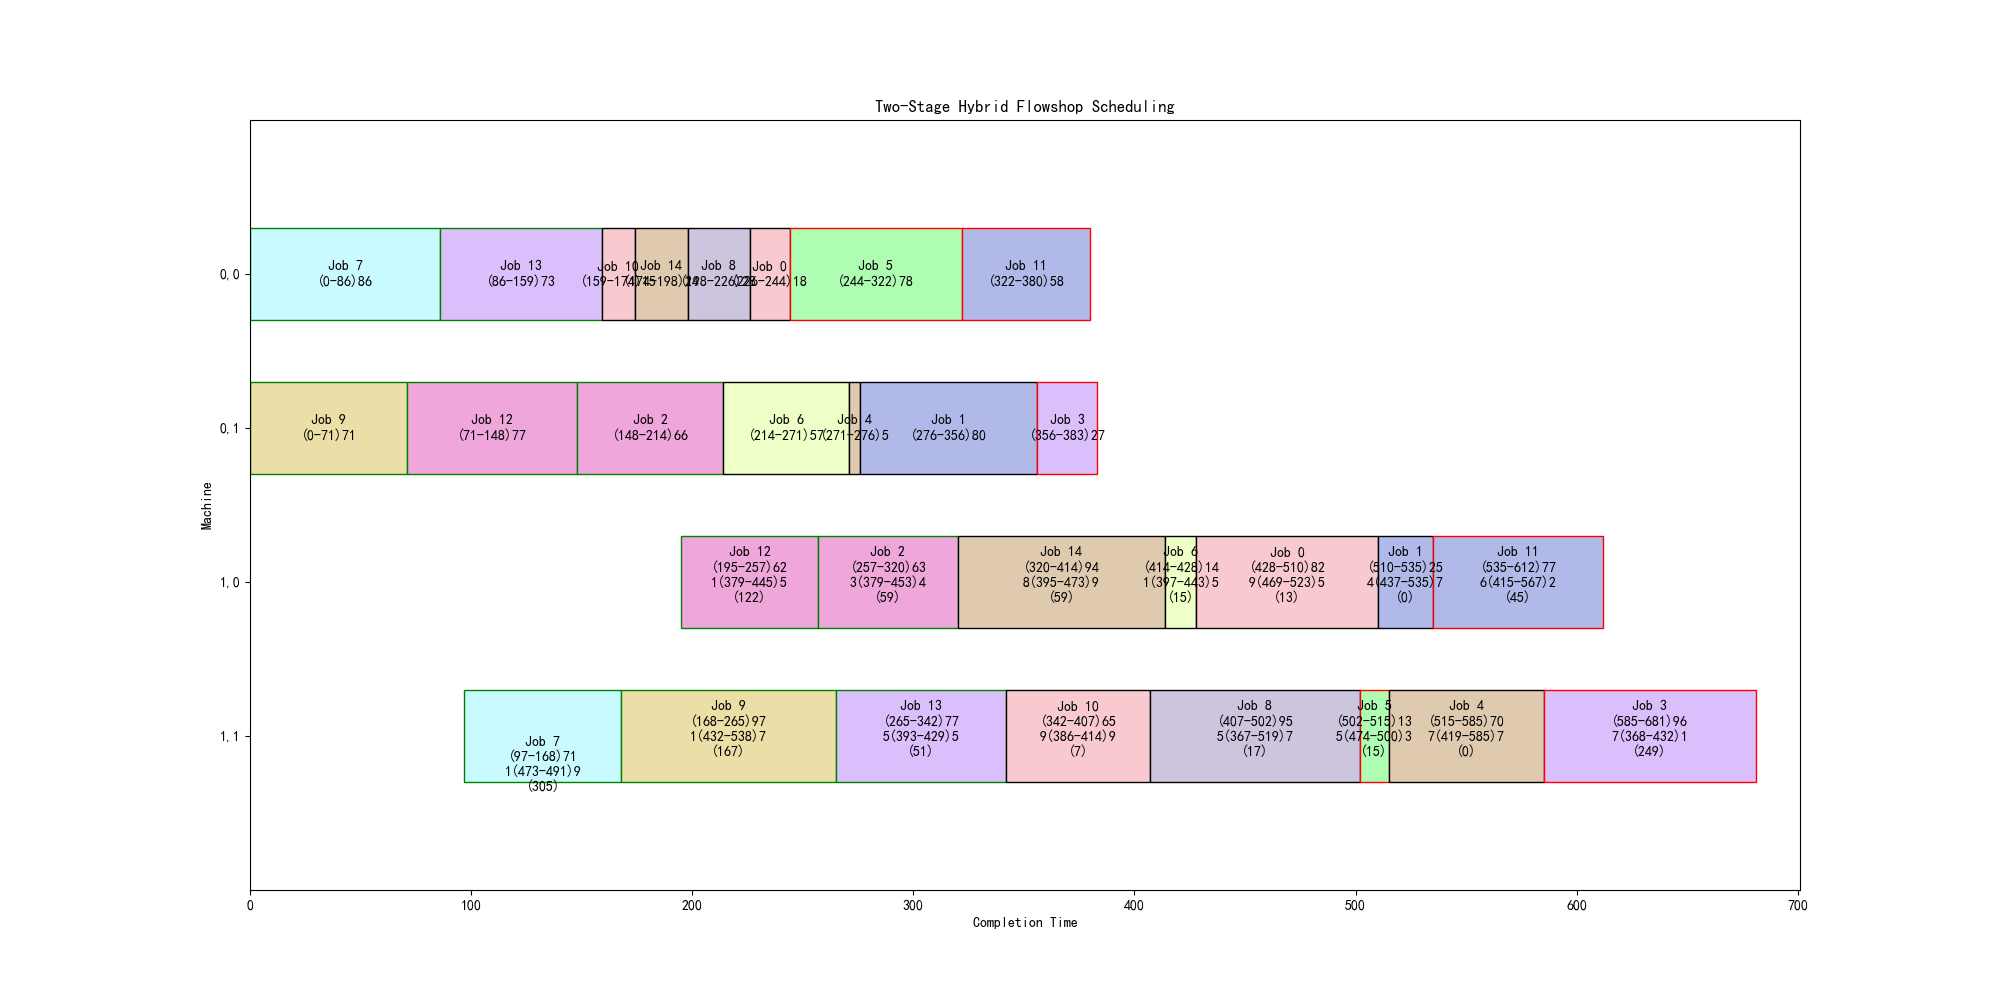 Two-Stage Hybrid Flowshop Scheduling
Machine
0,0
Job 7
(0-86)86
Job 13
(86-159)73
Job 10
Job 14
Job 8
Job 0
Job 5
(244-322)78
Job 11
(322-380)58
0,1
Job 9
(0-71)71
Job 12
(71-148)77
Job 2
(148-214)66
Job 6
(214-271)57
Job 4
(271-276)5
Job 1
(276-356)80
Job 3
(356-383)27
1,0
Job 12
(195-257)62
1(379-445)5
(122)
Job 2
(257-320)63
3(379-453)4
(59)
Job 14
(320-414)94
8(395-473)9
(59)
Job 6
(414-428)14
1(397-443)5
(15)
Job 0
(428-510)82
9(469-523)5
(13)
Job 1
(510-535)25
4(437-535)7
(0)
Job 11
(535-612)77
6(415-567)2
(45)
1,1
Job 7
(97-168)71
1(473-491)9
(305)
Job 9
(168-265)97
1(432-538)7
(167)
Job 13
(265-342)77
5(393-429)5
(51)
Job 10
(342-407)65
9(386-414)9
(7)
Job 8
(407-502)95
5(367-519)7
(17)
Job 5
(502-515)13
5(474-500)3
(15)
Job 4
(515-585)70
7(419-585)7
(0)
Job 3
(585-681)96
7(368-432)1
(249)
0 100 200 300 400 500 600 700
Completion Time